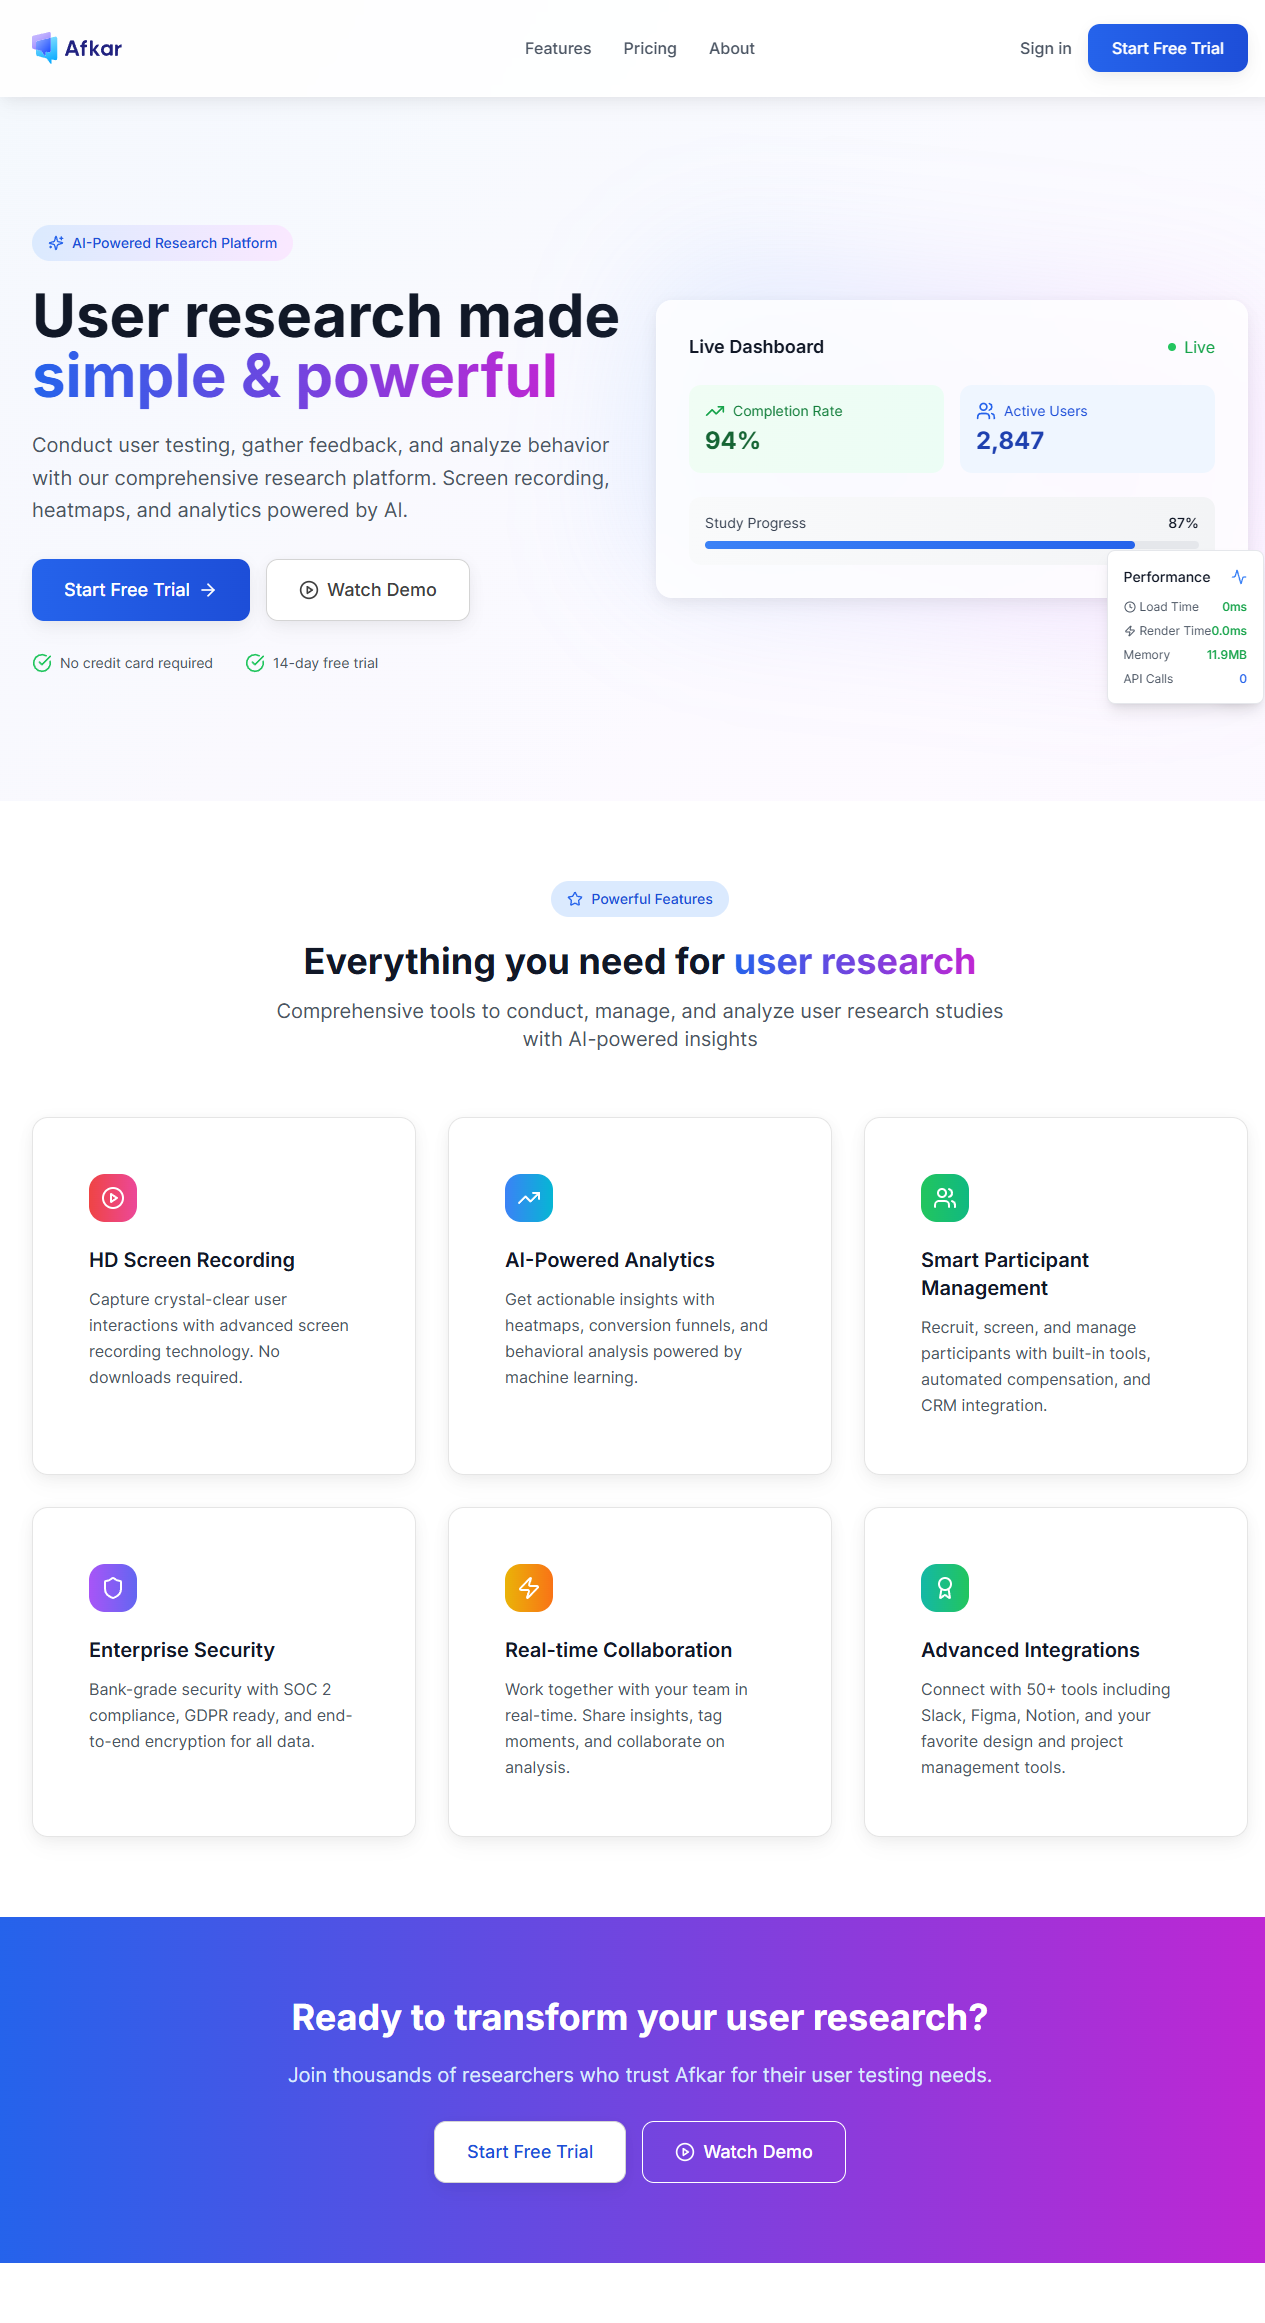 Afkar
Features
Pricing
About
Sign in
Start Free Trial
AI-Powered Research Platform
User research made
simple & powerful
Conduct user testing, gather feedback, and analyze behavior
with our comprehensive research platform. Screen recording,
heatmaps, and analytics powered by AI.
Start Free Trial
Watch Demo
No credit card required
14-day free trial
Live Dashboard
Live
Completion Rate
94%
Active Users
2,847
Study Progress
87%
Performance
Load Time 0ms
Render Time 0.0ms
Memory 11.9MB
API Calls 0
Powerful Features
Everything you need for user research
Comprehensive tools to conduct, manage, and analyze user research studies
with AI-powered insights
HD Screen Recording
Capture crystal-clear user
interactions with advanced screen
recording technology. No
downloads required.
AI-Powered Analytics
Get actionable insights with
heatmaps, conversion funnels, and
behavioral analysis powered by
machine learning.
Smart Participant
Management
Recruit, screen, and manage
participants with built-in tools,
automated compensation, and
CRM integration.
Enterprise Security
Bank-grade security with SOC 2
compliance, GDPR ready, and end-
to-end encryption for all data.
Real-time Collaboration
Work together with your team in
real-time. Share insights, tag
moments, and collaborate on
analysis.
Advanced Integrations
Connect with 50+ tools including
Slack, Figma, Notion, and your
favorite design and project
management tools.
Ready to transform your user research?
Join thousands of researchers who trust Afkar for their user testing needs.
Start Free Trial
Watch Demo